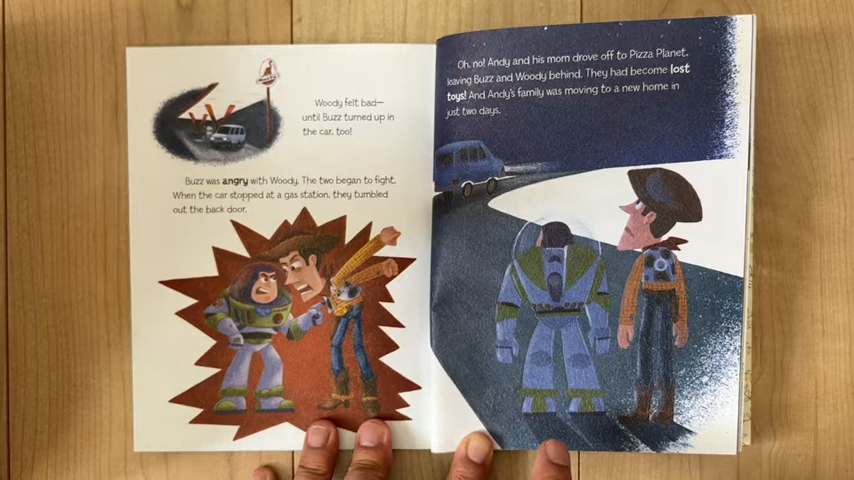 Woody felt bad—
until Buzz turned up in
the car, too!
Buzz was angry with Woody. The two began to fight.
When the car stopped at a gas station, they tumbled
out the back door.
Oh, no! Andy and his mom drove off to Pizza Planet,
leaving Buzz and Woody behind. They had become lost
toys! And Andy's family was moving to a new home in
just two days.